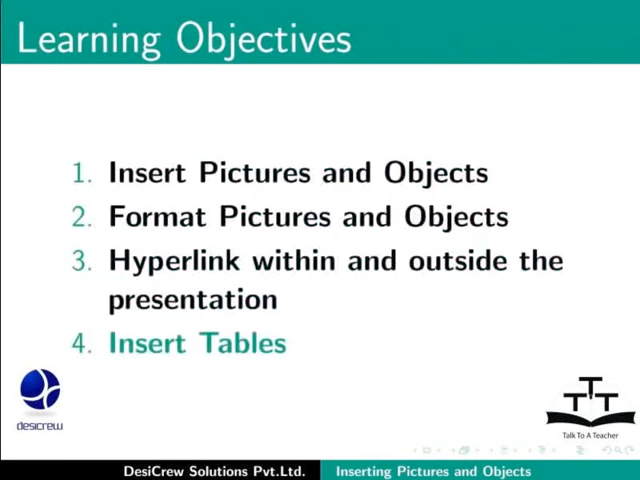 Learning Objectives
1. Insert Pictures and Objects
2. Format Pictures and Objects
3. Hyperlink within and outside the
presentation
4. Insert Tables
desicrew
TTT
Talk To A Teacher
DesiCrew Solutions Pvt.Ltd. Inserting Pictures and Objects